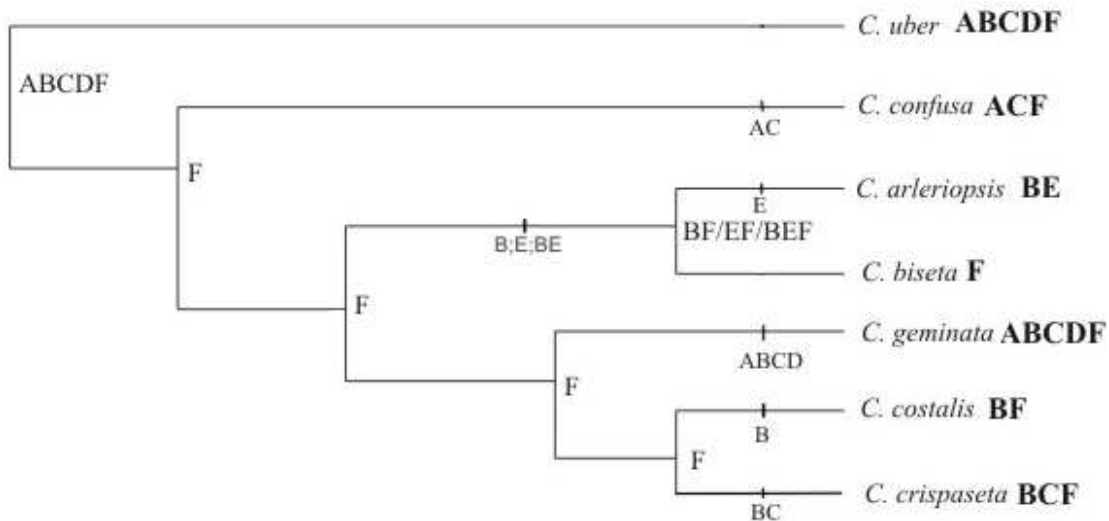 C. uber ABCDF
ABCDF
C. confusa ACF
AC
F
C. arleriopsis BE
E
BF/EF/BEF
B;E;BE
C. biseta F
F
C. geminata ABCDF
ABCD
F
C. costalis BF
B
F
C. crispaseta BCF
BC